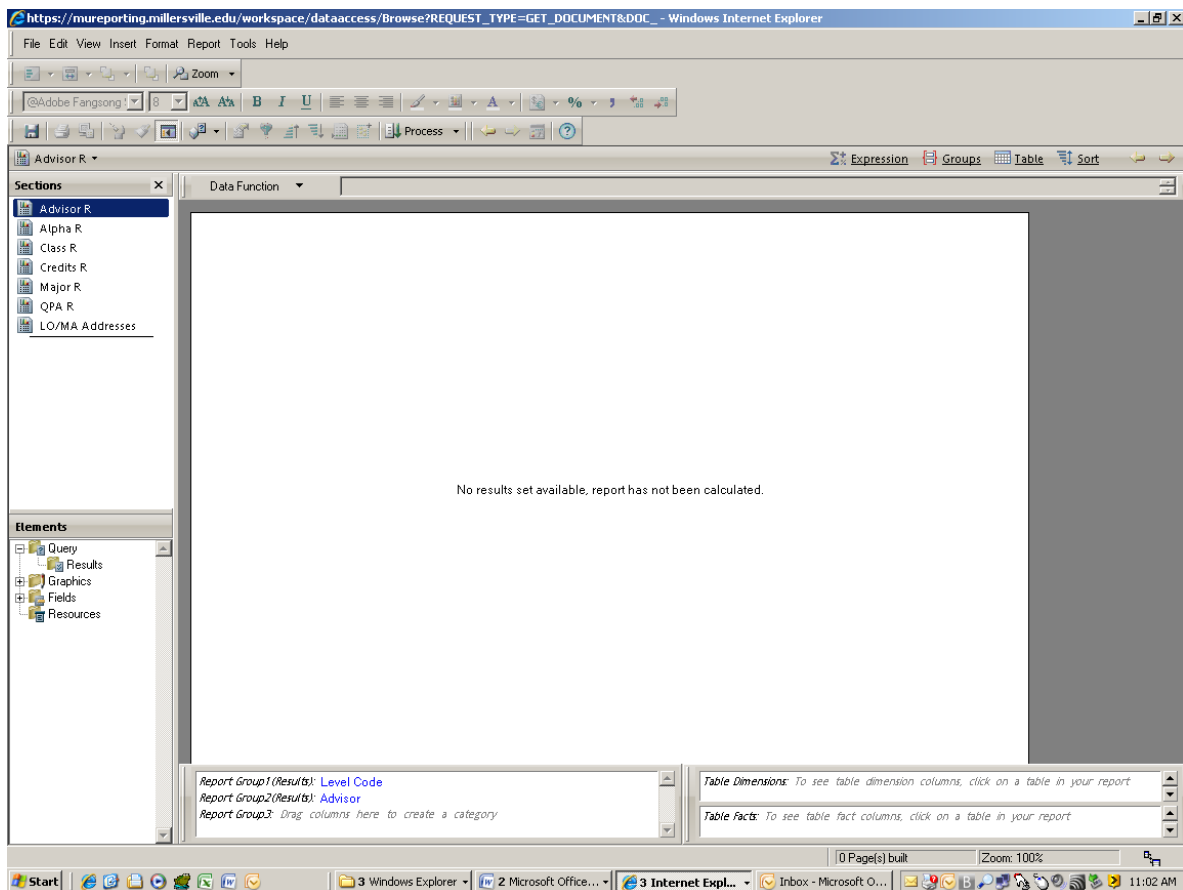 https://mureporting.millersville.edu/workspace/dataaccess/Browse?REQUEST_TYPE=GET_DOCUMENT&DOC_ - Windows Internet Explorer
File Edit View Insert Format Report Tools Help
Zoom
@Adobe Fangsong 8 B I U A %
Process
Advisor R Expression Groups Table Sort
Sections Data Function
Advisor R
Alpha R
Class R
Credits R
Major R
QPA R
LO/MA Addresses
No results set available, report has not been calculated.
Elements
Query
Results
Graphics
Fields
Resources
Report Group1(Results): Level Code
Report Group2(Results): Advisor
Report Group3: Drag columns here to create a category
Table Dimensions: To see table dimension columns, click on a table in your report
Table Facts: To see table fact columns, click on a table in your report
0 Page(s) built Zoom: 100%
Start 3 Windows Explorer 2 Microsoft Office... 3 Internet Expl... Inbox - Microsoft O... 11:02 AM